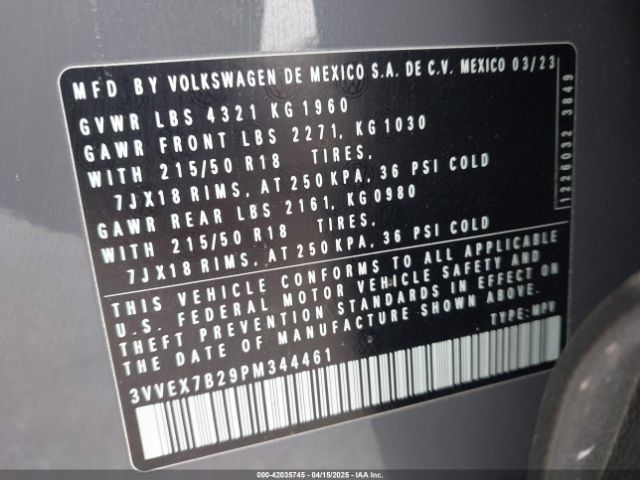 MFD BY VOLKSWAGEN DE MEXICO S.A. DE C.V. MEXICO 03/23
GVWR LBS 4321 KG 1960
GAWR FRONT LBS 2271, KG 1030
WITH 215/50 R18 TIRES,
7JX18 RIMS, AT 250 KPA, 36 PSI COLD
GAWR REAR LBS 2161, KG 0980
WITH 215/50 R18 TIRES,
7JX18 RIMS, AT 250 KPA, 36 PSI COLD
THIS VEHICLE CONFORMS TO ALL APPLICABLE
U.S. FEDERAL MOTOR VEHICLE SAFETY AND
THEFT PREVENTION STANDARDS IN EFFECT ON
THE DATE OF MANUFACTURE SHOWN ABOVE.
3VVEX7B29PM344461 TYPE: MPV
1226032 3849
000-42035745 - 04/15/2025 - IAAI.com